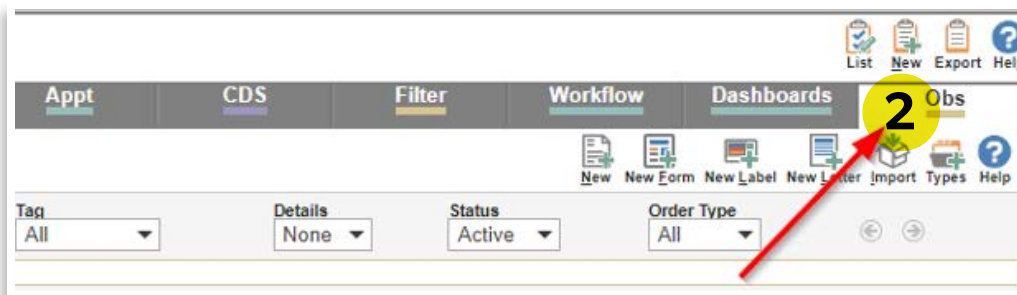 List New Export Help
Appt CDS Filter Workflow Dashboards 2 Obs
New New Form New Label New Letter Import Types Help
Tag Details Status Order Type
All None Active All